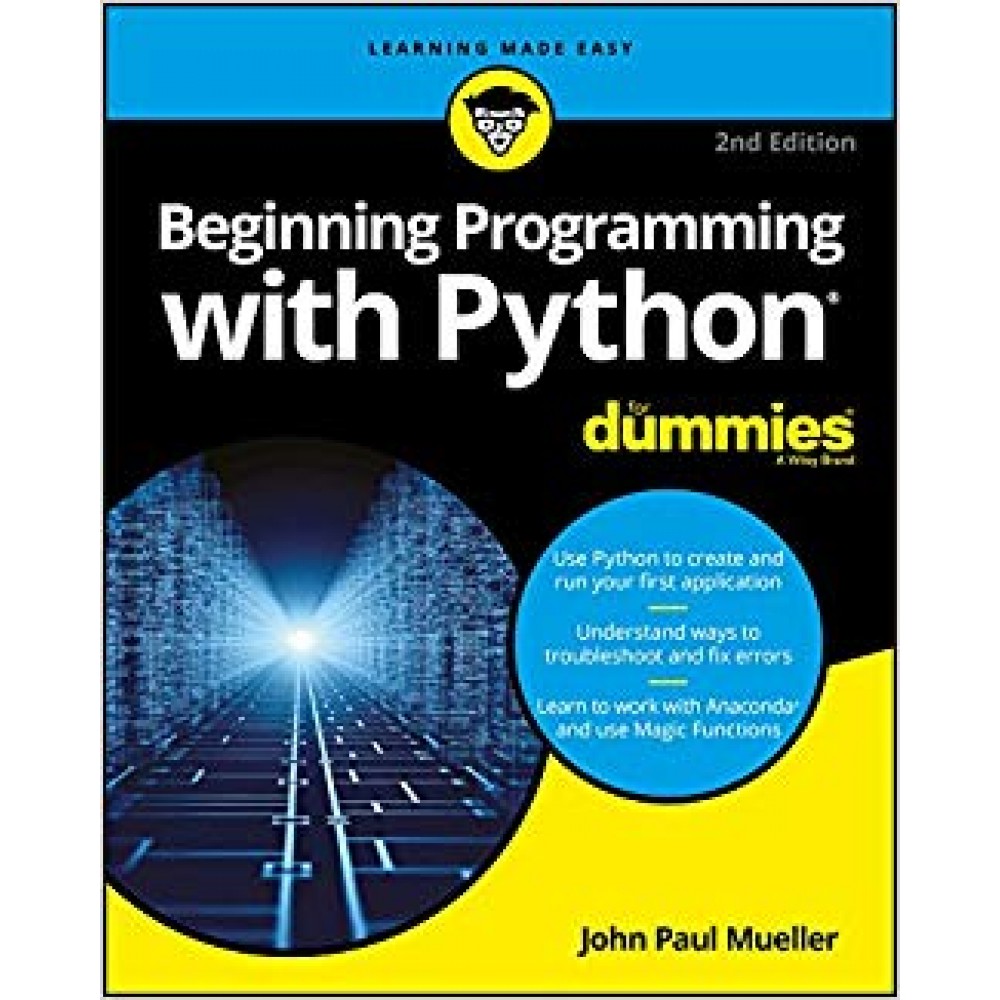 LEARNING MADE EASY
2nd Edition
Beginning Programming
with Python®
for
dummies®
A Wiley Brand
Use Python to create and
run your first application
Understand ways to
troubleshoot and fix errors
Learn to work with Anaconda®
and use Magic Functions
John Paul Mueller